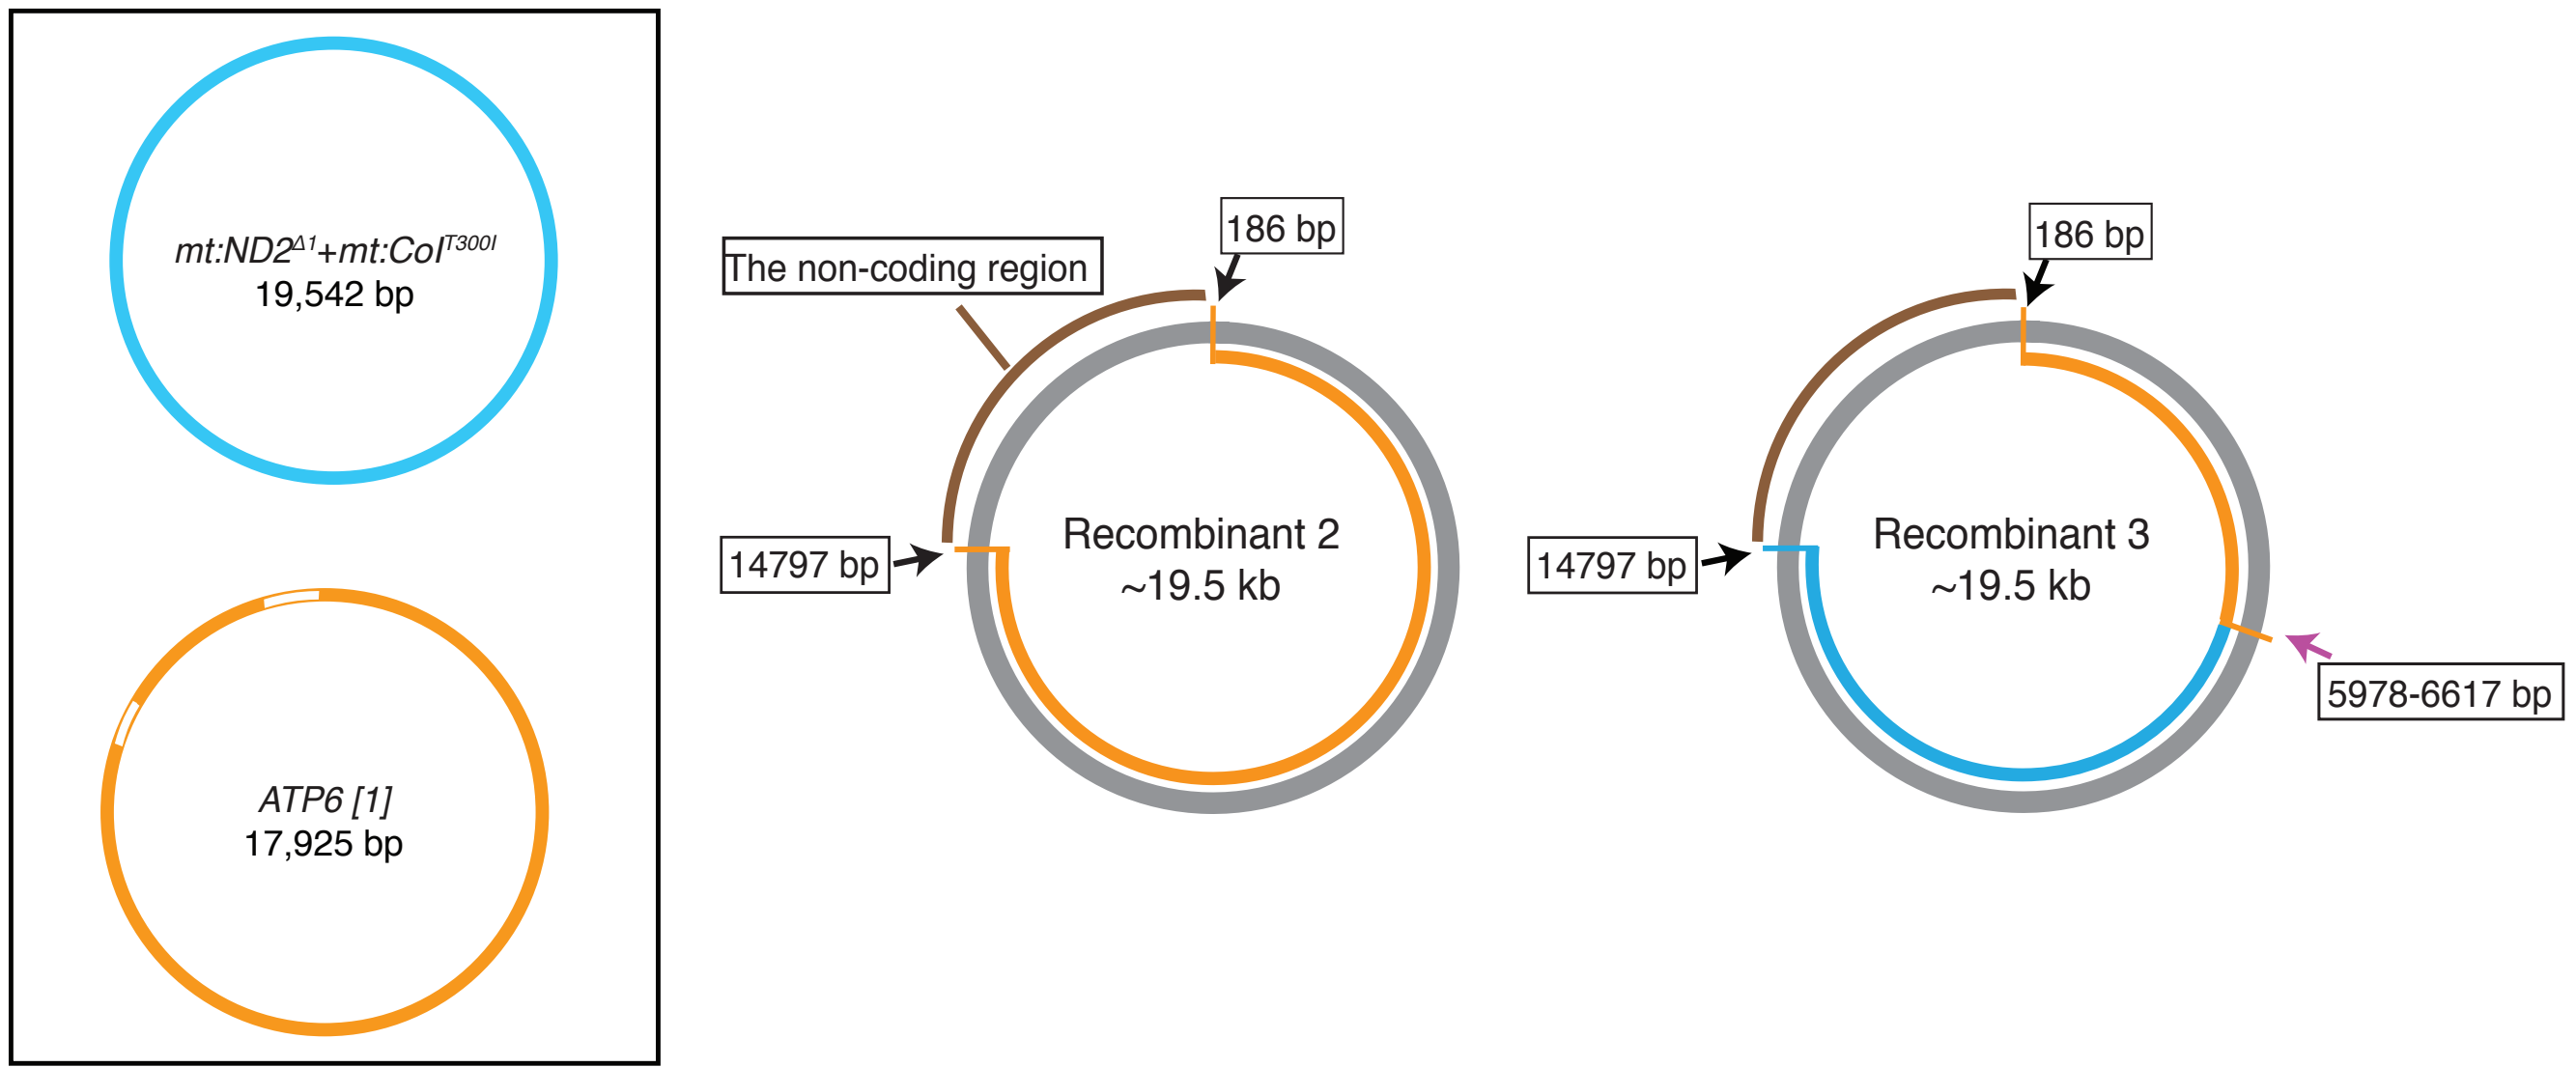 mt:ND2Δ1+mt:CoIT300I
19,542 bp
ATP6 [1]
17,925 bp
The non-coding region
186 bp
14797 bp
Recombinant 2
~19.5 kb
186 bp
14797 bp
Recombinant 3
~19.5 kb
5978-6617 bp